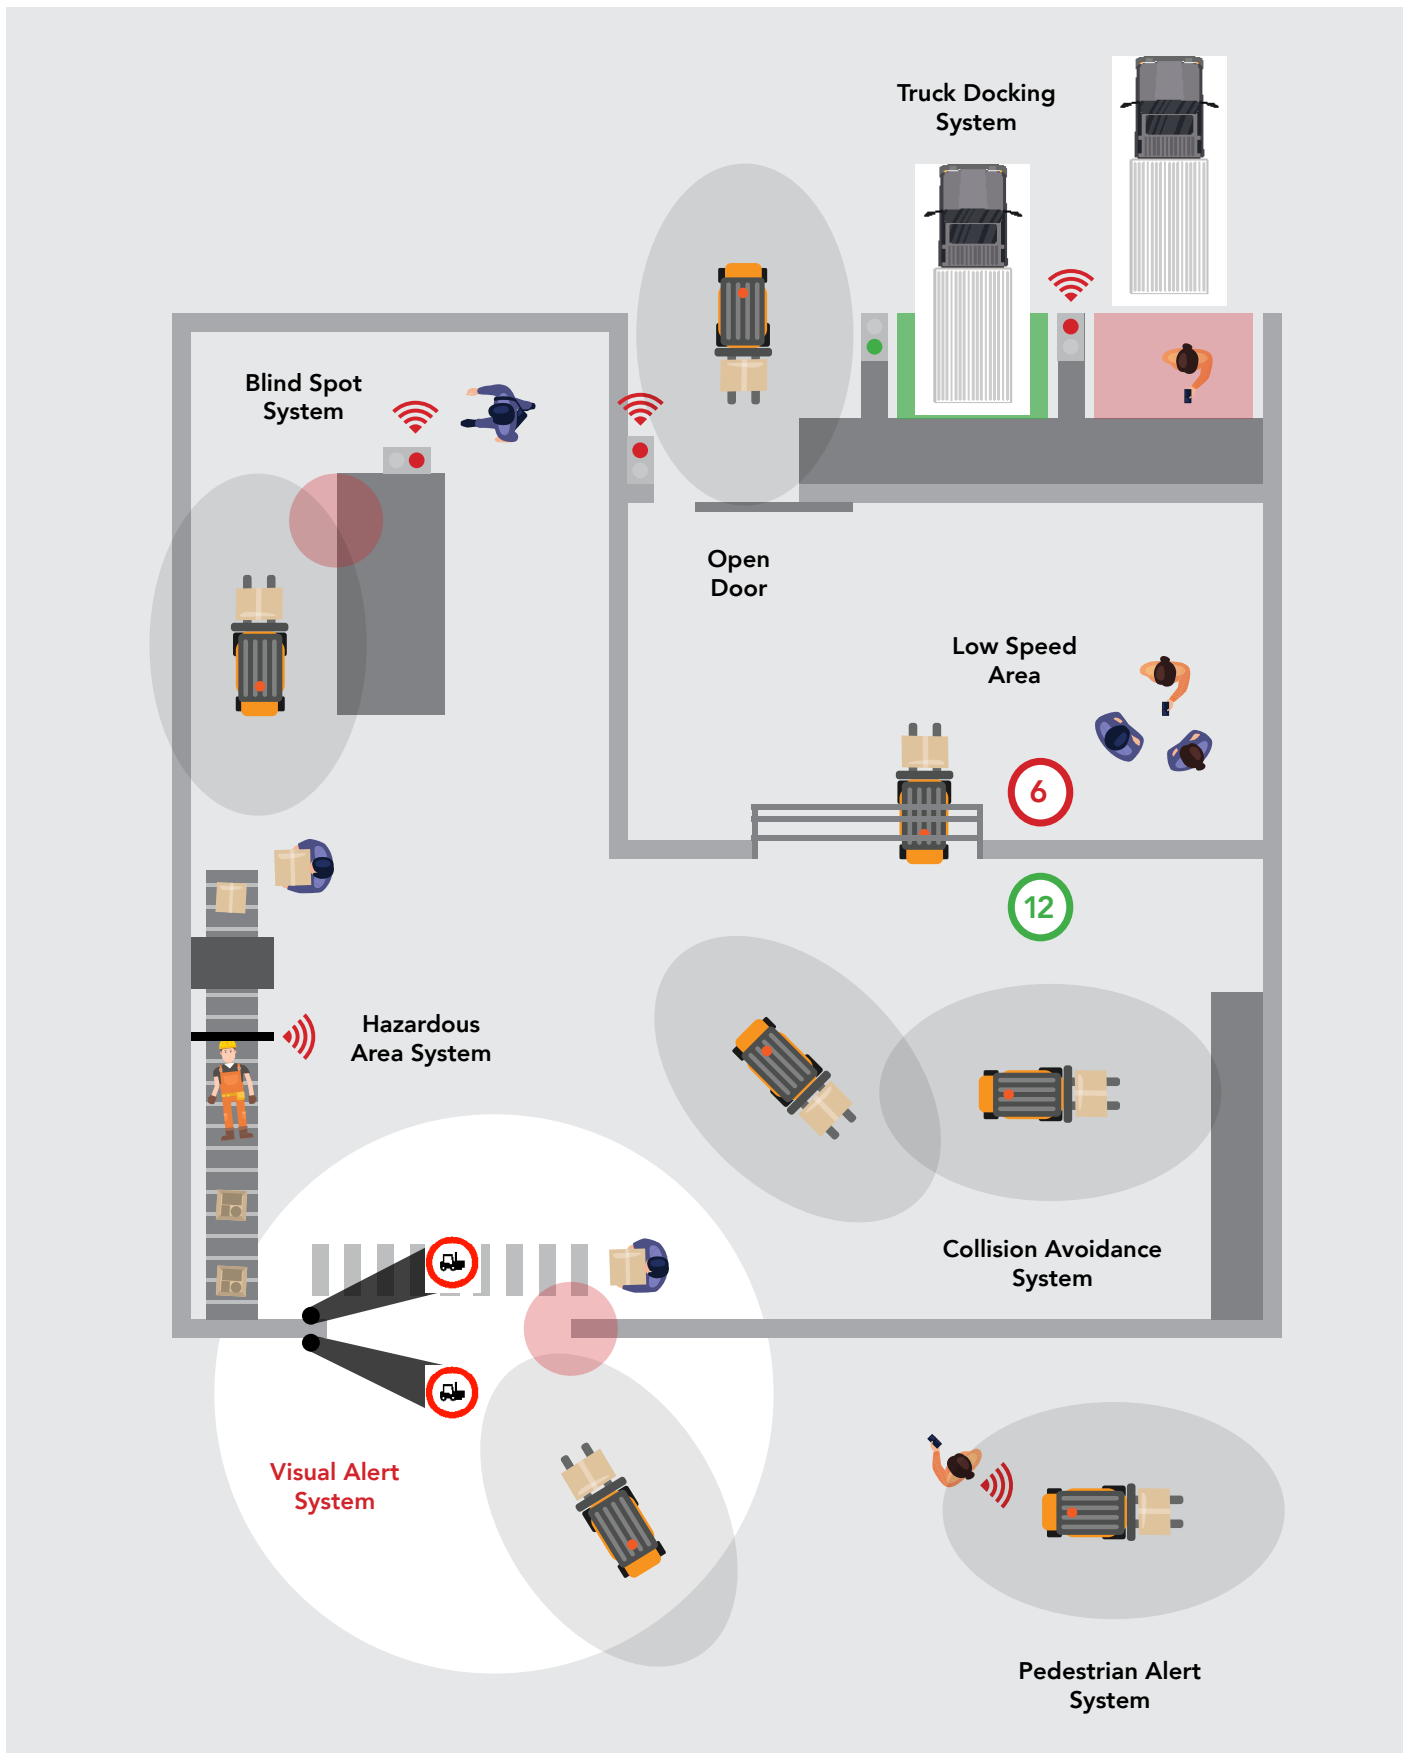 Truck Docking
System
Blind Spot
System
Open
Door
Low Speed
Area
6
12
Hazardous
Area System
Collision Avoidance
System
Visual Alert
System
Pedestrian Alert
System